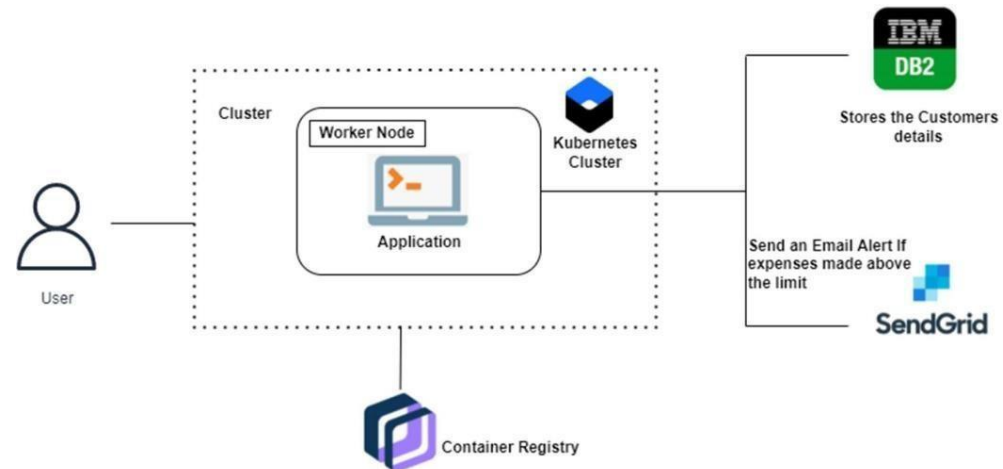 IBM
DB2
Stores the Customers
details
Cluster
Worker Node
Kubernetes
Cluster
Application
User
Send an Email Alert If
expenses made above
the limit
SendGrid
Container Registry